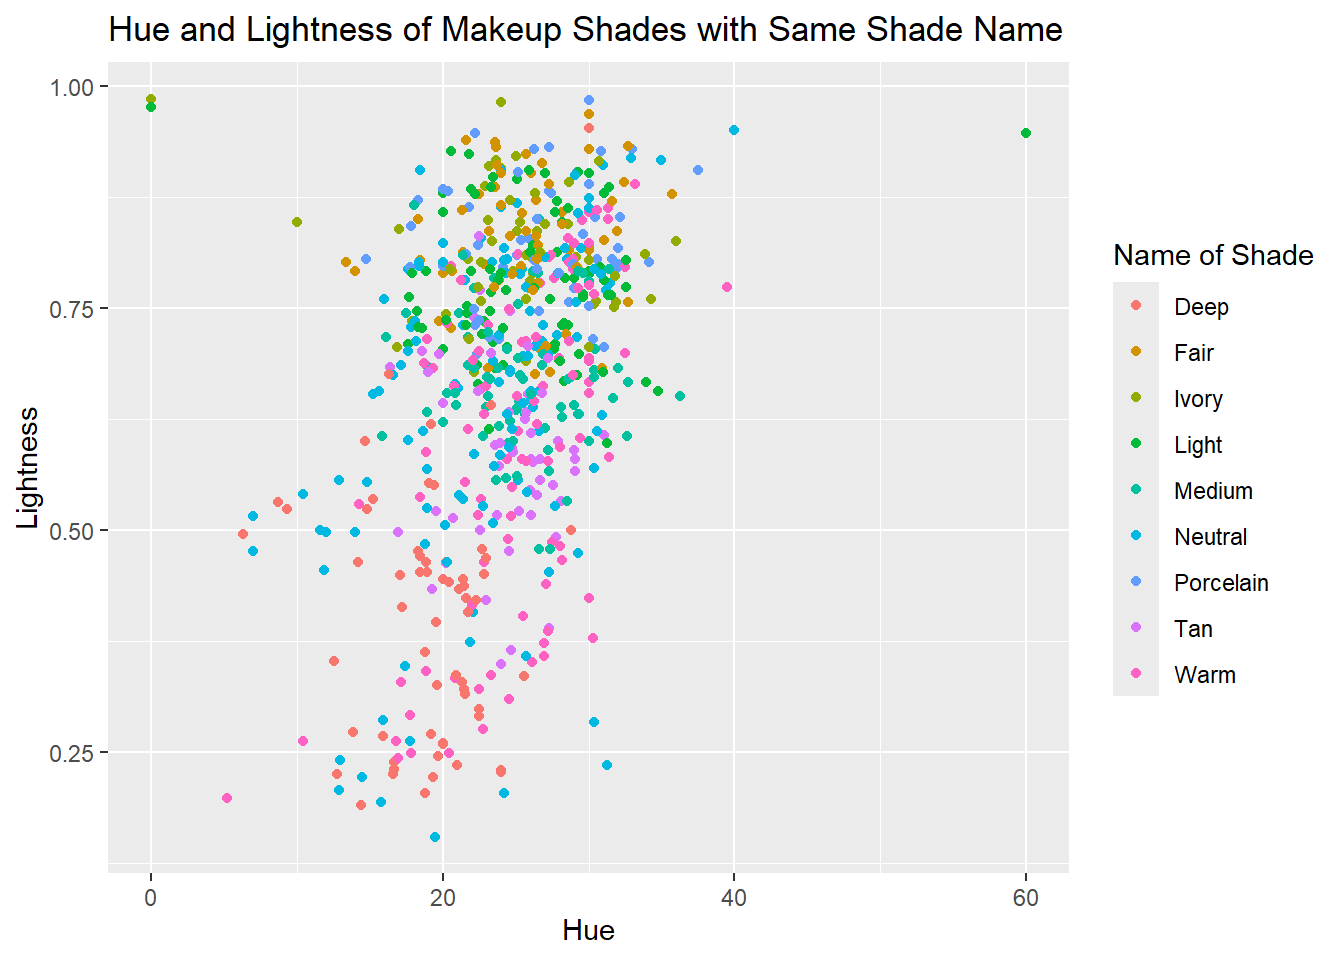 Hue and Lightness of Makeup Shades with Same Shade Name
1.00
0.75
0.50
0.25
Lightness
0
20
40
60
Hue
Name of Shade
Deep
Fair
Ivory
Light
Medium
Neutral
Porcelain
Tan
Warm